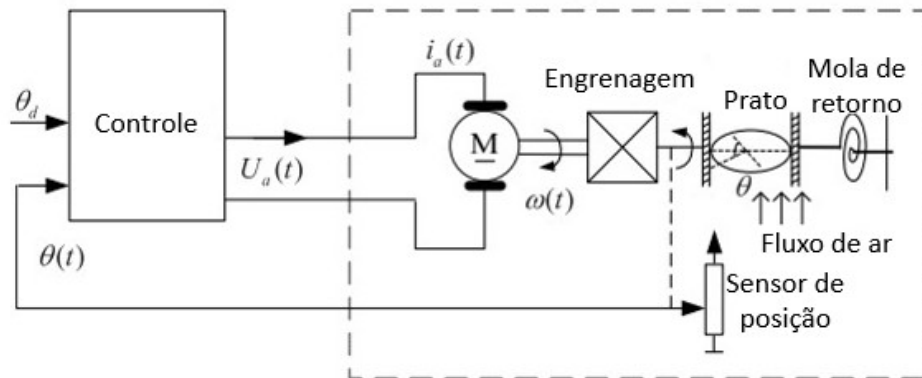 θ_d
Controle
θ(t)
U_a(t)
i_a(t)
M
ω(t)
Engrenagem
Prato
θ
Mola de
retorno
Fluxo de ar
Sensor de
posição